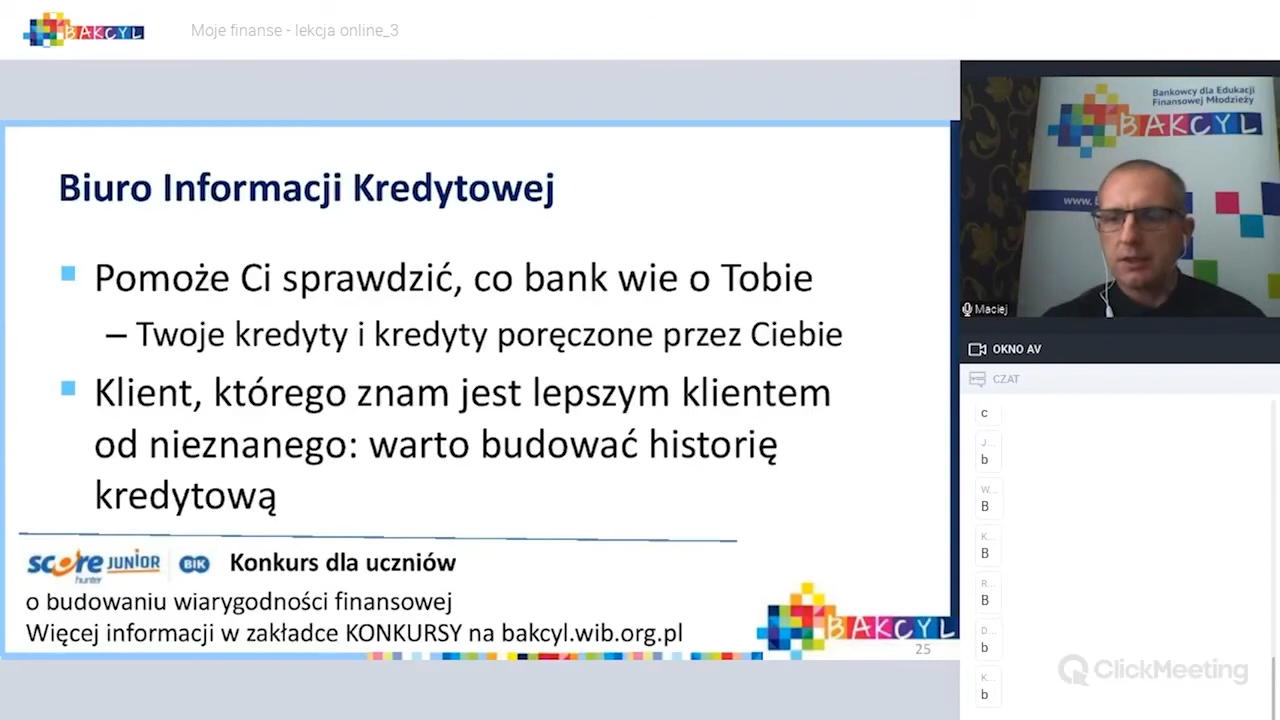 BAKCYL
Moje finanse - lekcja online_3
Biuro Informacji Kredytowej
Pomoże Ci sprawdzić, co bank wie o Tobie
– Twoje kredyty i kredyty poręczone przez Ciebie
Klient, którego znam jest lepszym klientem
od nieznanego: warto budować historię
kredytową
score hunter JUNIOR BIK Konkurs dla uczniów
o budowaniu wiarygodności finansowej
Więcej informacji w zakładce KONKURSY na bakcyl.wib.org.pl
BAKCYL
25
Bankowcy dla Edukacji
Finansowej Młodzieży
BAKCYL
www.
Maciej
OKNO AV
CZAT
c
J...
b
W...
B
K...
B
R...
B
D...
b
K...
b
ClickMeeting